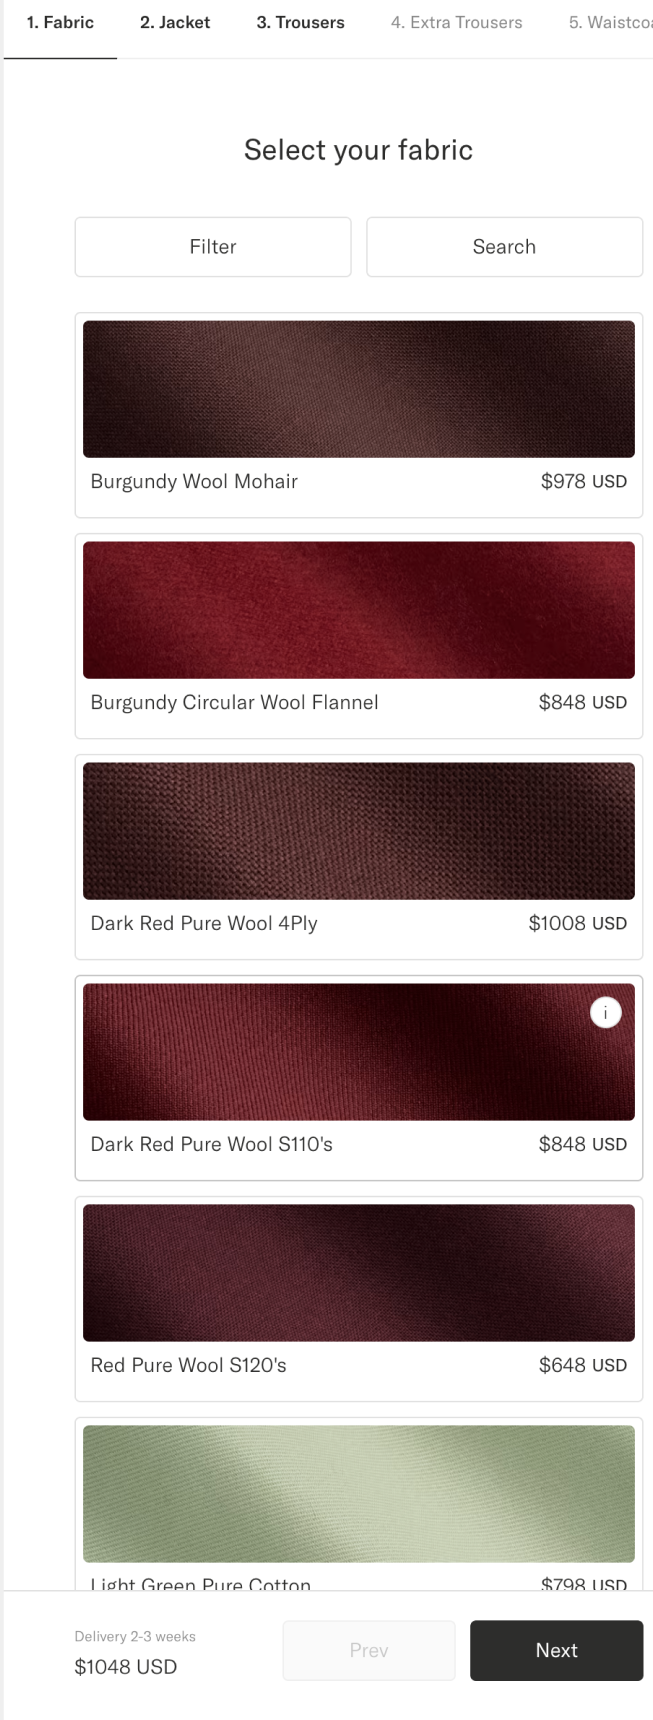 1. Fabric 2. Jacket 3. Trousers 4. Extra Trousers 5. Waistcoa
Select your fabric
Filter Search
Burgundy Wool Mohair $978 USD
Burgundy Circular Wool Flannel $848 USD
Dark Red Pure Wool 4Ply $1008 USD
i
Dark Red Pure Wool S110's $848 USD
Red Pure Wool S120's $648 USD
Light Green Pure Cotton $798 USD
Delivery 2-3 weeks
$1048 USD
Prev Next